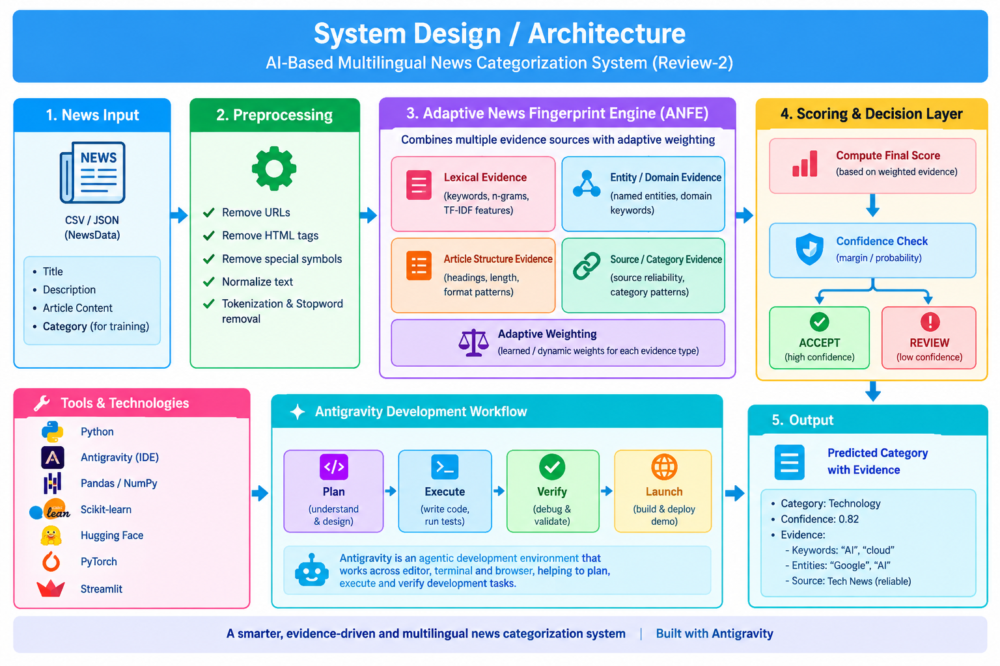 System Design / Architecture
AI-Based Multilingual News Categorization System (Review-2)
1. News Input
NEWS
CSV / JSON
(NewsData)
• Title
• Description
• Article Content
• Category (for training)
2. Preprocessing
Remove URLs
Remove HTML tags
Remove special symbols
Normalize text
Tokenization & Stopword
removal
3. Adaptive News Fingerprint Engine (ANFE)
Combines multiple evidence sources with adaptive weighting
Lexical Evidence
(keywords, n-grams,
TF-IDF features)
Entity / Domain Evidence
(named entities, domain
keywords)
Article Structure Evidence
(headings, length,
format patterns)
Source / Category Evidence
(source reliability,
category patterns)
Adaptive Weighting
(learned / dynamic weights for each evidence type)
4. Scoring & Decision Layer
Compute Final Score
(based on weighted evidence)
Confidence Check
(margin / probability)
ACCEPT
(high confidence)
REVIEW
(low confidence)
Tools & Technologies
Python
A
Antigravity (IDE)
Pandas / NumPy
learn
Scikit-learn
Hugging Face
PyTorch
Streamlit
Antigravity Development Workflow
</>
Plan
(understand
& design)
>_
Execute
(write code,
run tests)
Verify
(debug &
validate)
Launch
(build & deploy
demo)
Antigravity is an agentic development environment that
works across editor, terminal and browser, helping to plan,
execute and verify development tasks.
5. Output
Predicted Category
with Evidence
• Category: Technology
• Confidence: 0.82
• Evidence:
- Keywords: “AI”, “cloud”
- Entities: “Google”, “AI”
- Source: Tech News (reliable)
A smarter, evidence-driven and multilingual news categorization system | Built with Antigravity